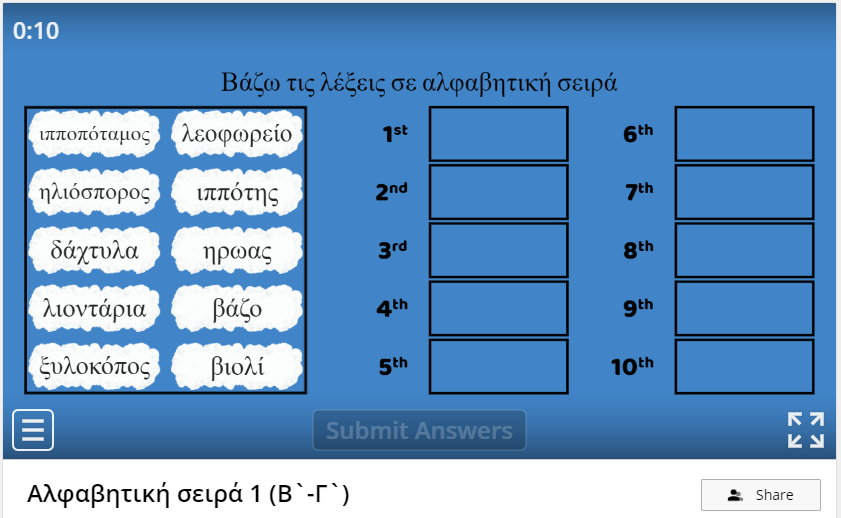 0:10
Βάζω τις λέξεις σε αλφαβητική σειρά
ιπποπόταμος λεοφωρείο
ηλιόσπορος ιππότης
δάχτυλα ηρωας
λιοντάρια βάζο
ξυλοκόπος βιολί
1st 6th
2nd 7th
3rd 8th
4th 9th
5th 10th
Submit Answers
Αλφαβητική σειρά 1 (Β`-Γ`)
Share